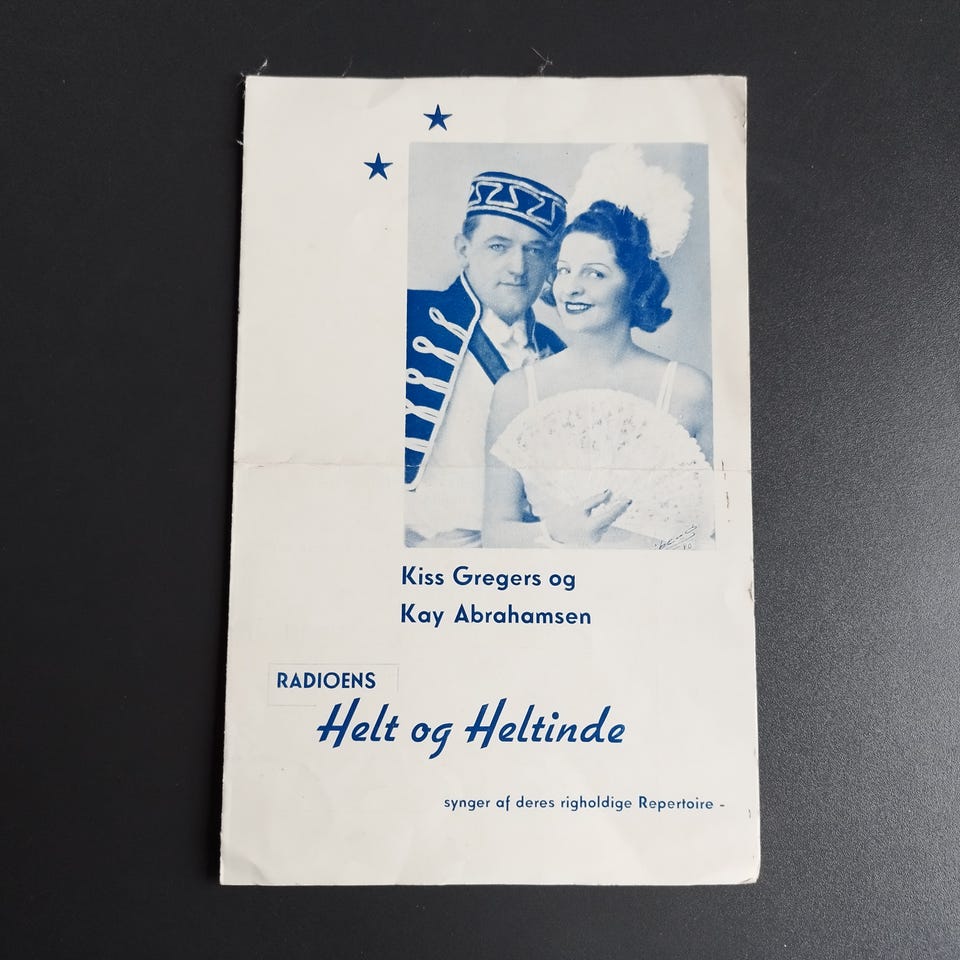 Kiss Gregers og
Kay Abrahamsen
RADIOENS
Helt og Heltinde
synger af deres righoldige Repertoire -